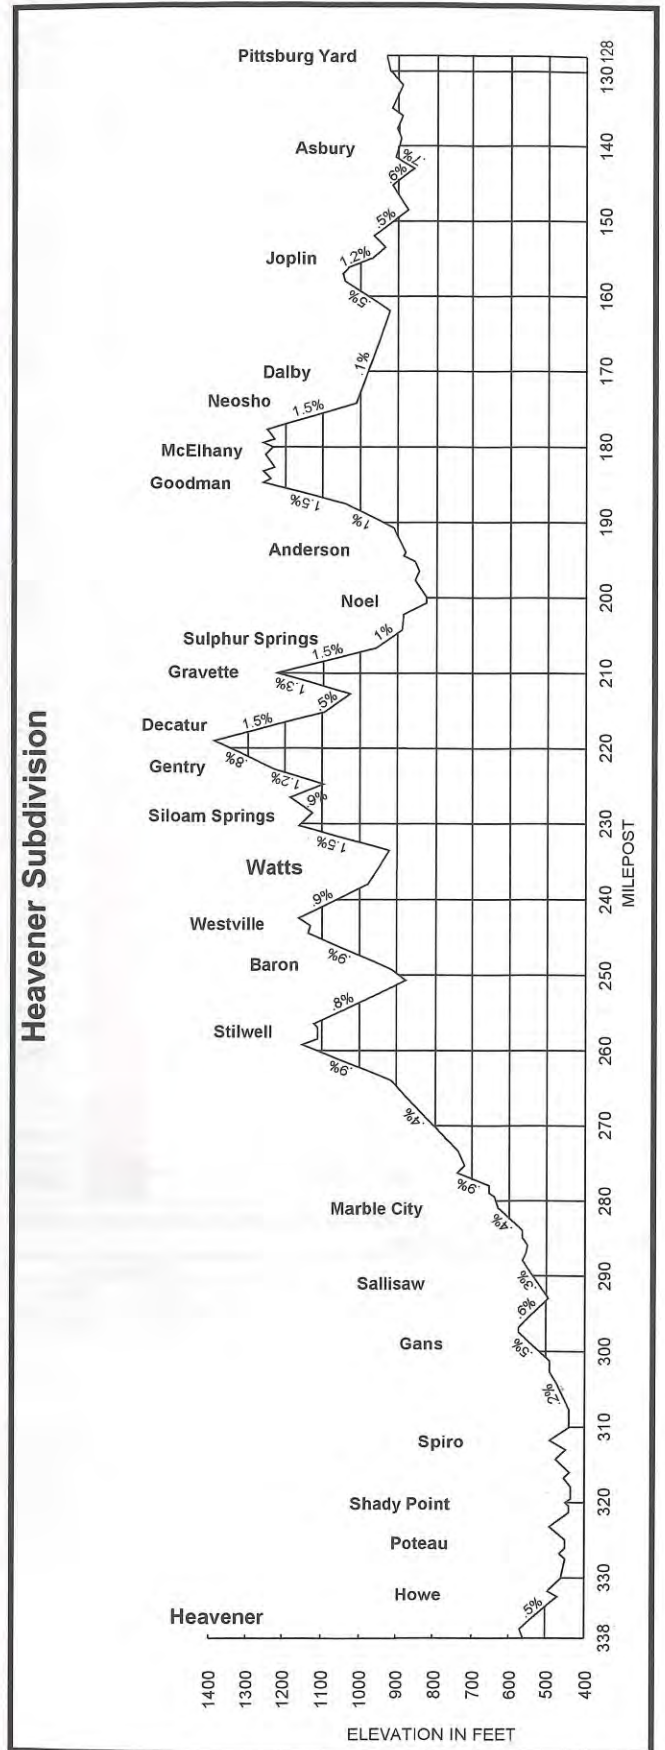 Heavener Subdivision
Pittsburg Yard
Asbury
Joplin
Dalby
Neosho
McElhany
Goodman
Anderson
Noel
Sulphur Springs
Gravette
Decatur
Gentry
Siloam Springs
Watts
Westville
Baron
Stilwell
Marble City
Sallisaw
Gans
Spiro
Shady Point
Poteau
Howe
Heavener
.7%
.6%
.5%
1.2%
.5%
.1%
1.5%
1.5%
1%
1%
1.5%
1.3%
.5%
1.5%
.8%
1.2%
.9%
1.5%
.9%
.8%
.9%
.4%
.9%
.4%
.3%
.5%
.2%
.5%
128
130
140
150
160
170
180
190
200
210
220
230
240
250
260
270
280
290
300
310
320
330
338
MILEPOST
1400
1300
1200
1100
1000
900
800
700
600
500
400
ELEVATION IN FEET